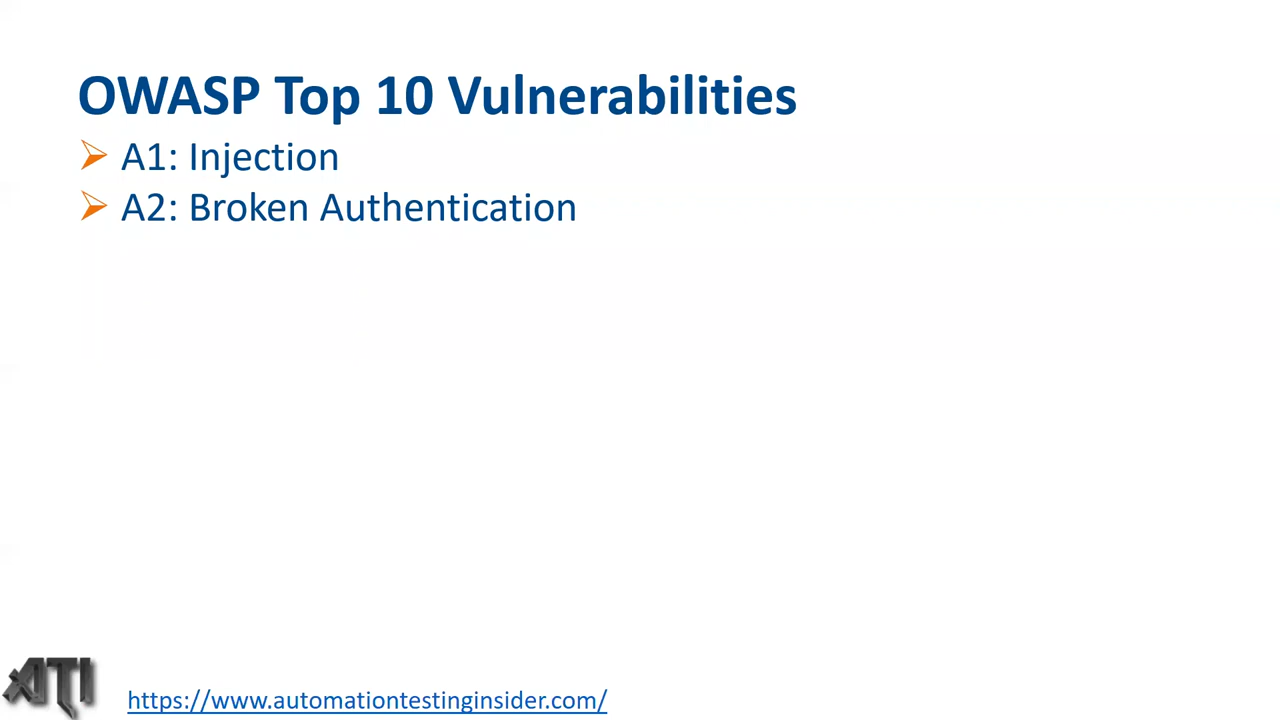 OWASP Top 10 Vulnerabilities
A1: Injection
A2: Broken Authentication
ATI
https://www.automationtestinginsider.com/